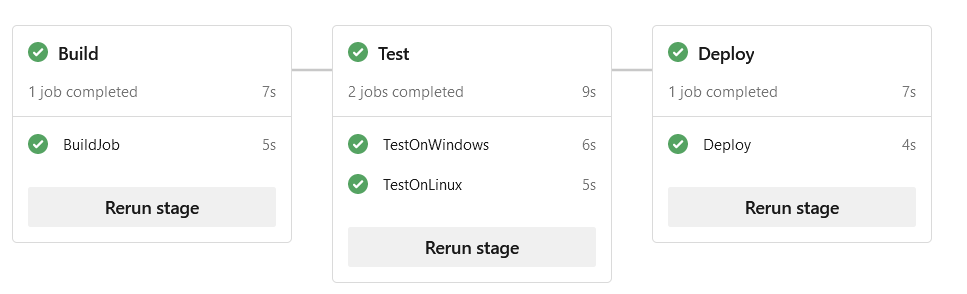 Build
1 job completed 7s
BuildJob 5s
Rerun stage
Test
2 jobs completed 9s
TestOnWindows 6s
TestOnLinux 5s
Rerun stage
Deploy
1 job completed 7s
Deploy 4s
Rerun stage